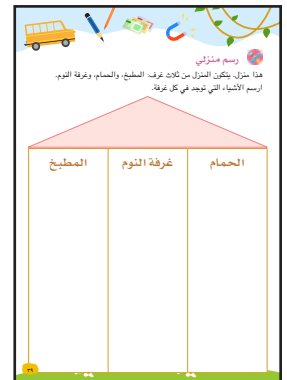 رسم منزلي
هذا منزل. يتكون المنزل من ثلاث غرف: المطبخ، والحمام، وغرفة النوم.
ارسم الأشياء التي توجد في كل غرفة.
الحمام
غرفة النوم
المطبخ
٣٩